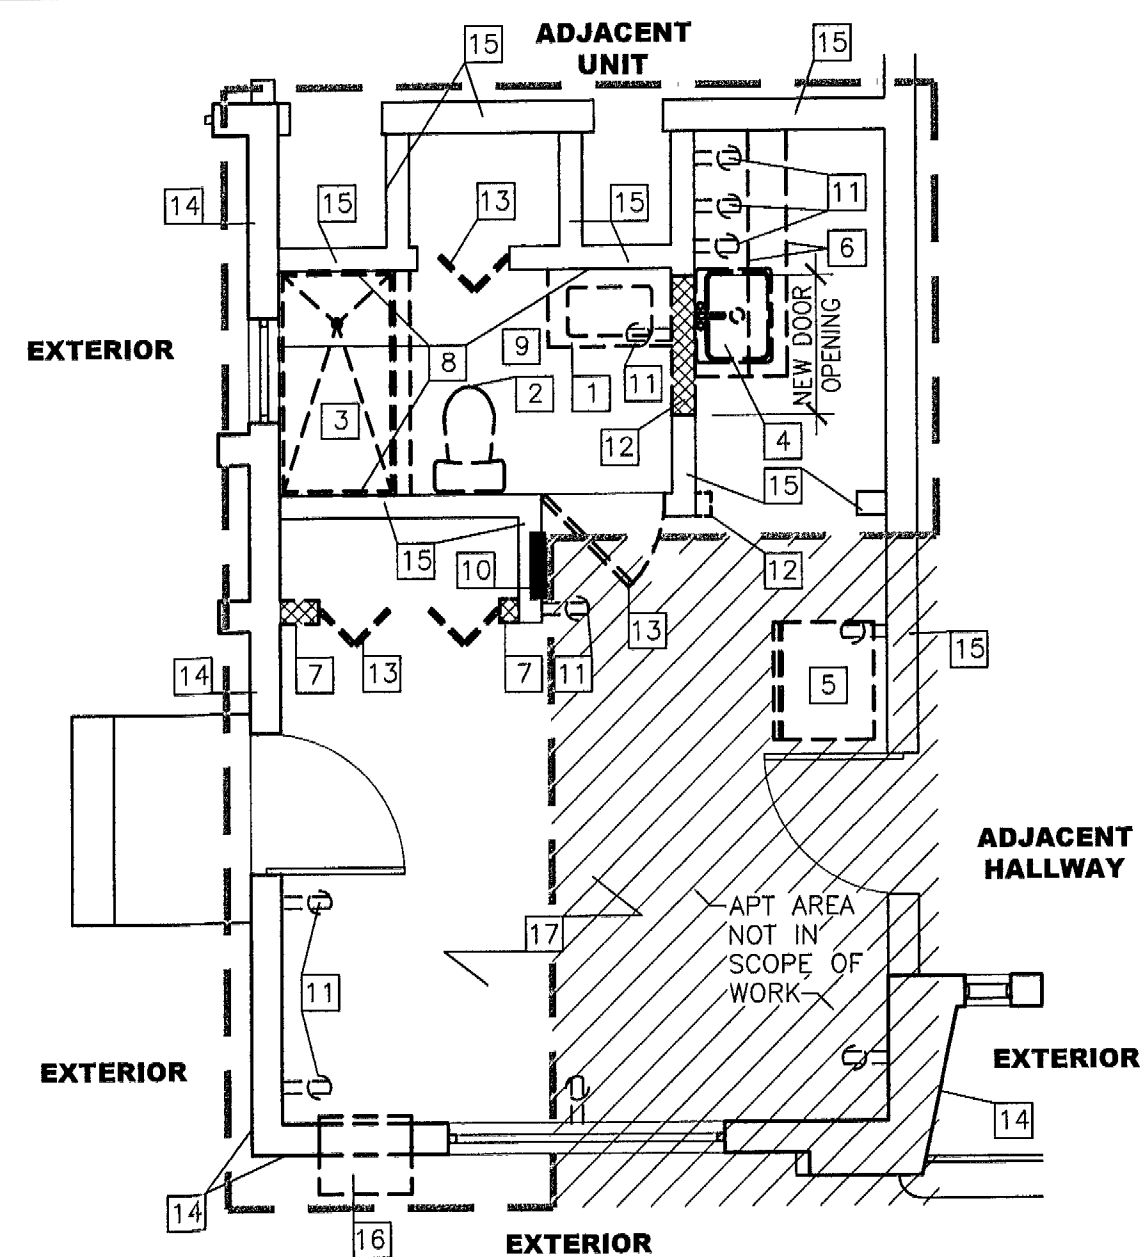 ADJACENT
UNIT
15
15
14
15
13
15
11
6
EXTERIOR
NEW DOOR
OPENING
8
9
2
1
11
3
12
4
15
15
10
12
13
7
13
7
11
14
5
15
ADJACENT
HALLWAY
APT AREA
NOT IN
SCOPE OF
WORK
17
11
EXTERIOR
EXTERIOR
14
14
16
EXTERIOR